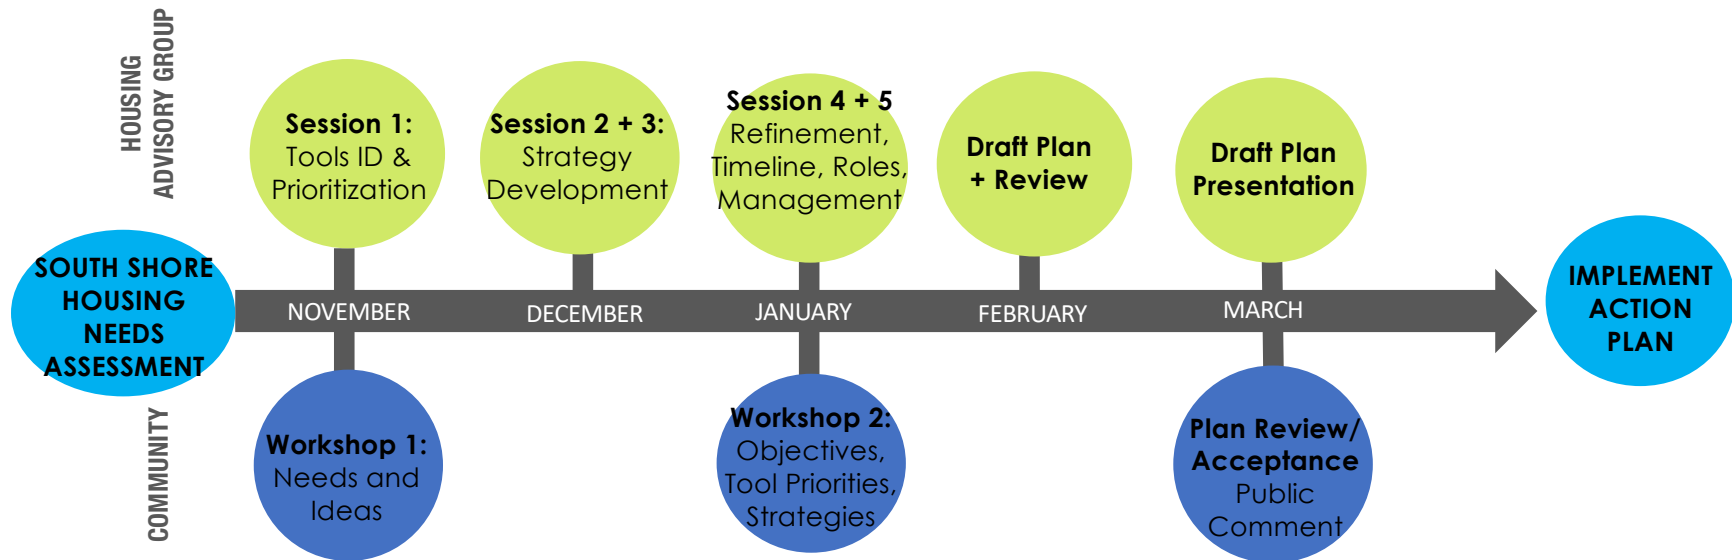 HOUSING
ADVISORY GROUP
Session 1:
Tools ID &
Prioritization
Session 2 + 3:
Strategy
Development
Session 4 + 5
Refinement,
Timeline, Roles,
Management
Draft Plan
+ Review
Draft Plan
Presentation
SOUTH SHORE
HOUSING
NEEDS
ASSESSMENT
NOVEMBER
DECEMBER
JANUARY
FEBRUARY
MARCH
IMPLEMENT
ACTION
PLAN
COMMUNITY
Workshop 1:
Needs and
Ideas
Workshop 2:
Objectives,
Tool Priorities,
Strategies
Plan Review/
Acceptance
Public
Comment